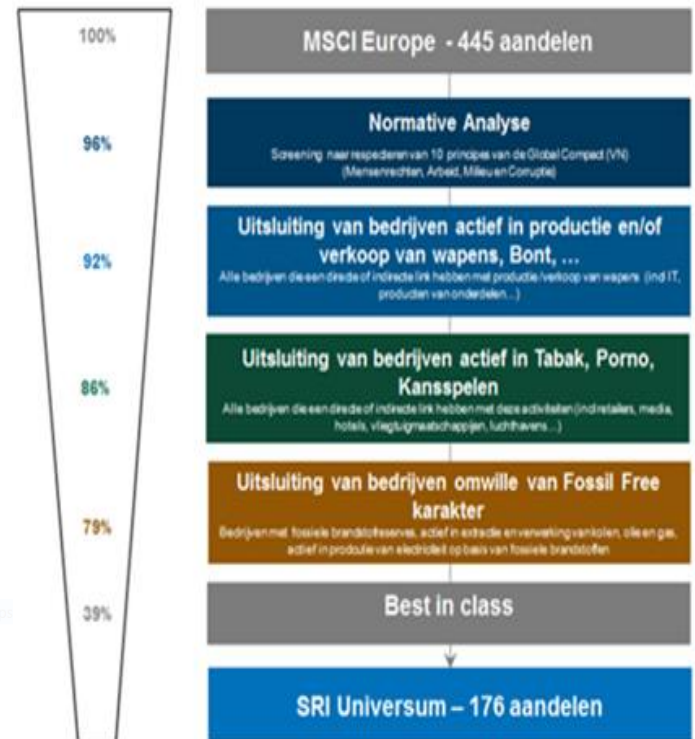 100%
MSCI Europe - 445 aandelen
96%
Normative Analyse
Screening naar respecteren van 10 principes van de Global Compact (VN)
(Mensenrechten, Arbeid, Milieu en Corruptie)
92%
Uitsluiting van bedrijven actief in productie en/of
verkoop van wapens, Bont, ...
Alle bedrijven die een directe of indirecte link hebben met productie/verkoop van wapens (incl IT,
producten van onderdelen...)
86%
Uitsluiting van bedrijven actief in Tabak, Porno,
Kansspelen
Alle bedrijven die een directe of indirecte link hebben met deze activiteiten (incl retailers, media,
hotels, vliegtuigmaatschappijen, luchthavens...)
79%
Uitsluiting van bedrijven omwille van Fossil Free
karakter
Bedrijven met fossiele brandstofreserves, actief in extractie en verwerking van kolen, olie en gas,
actief in productie van electriciteit op basis van fossiele brandstoffen
39%
Best in class
SRI Universum – 176 aandelen